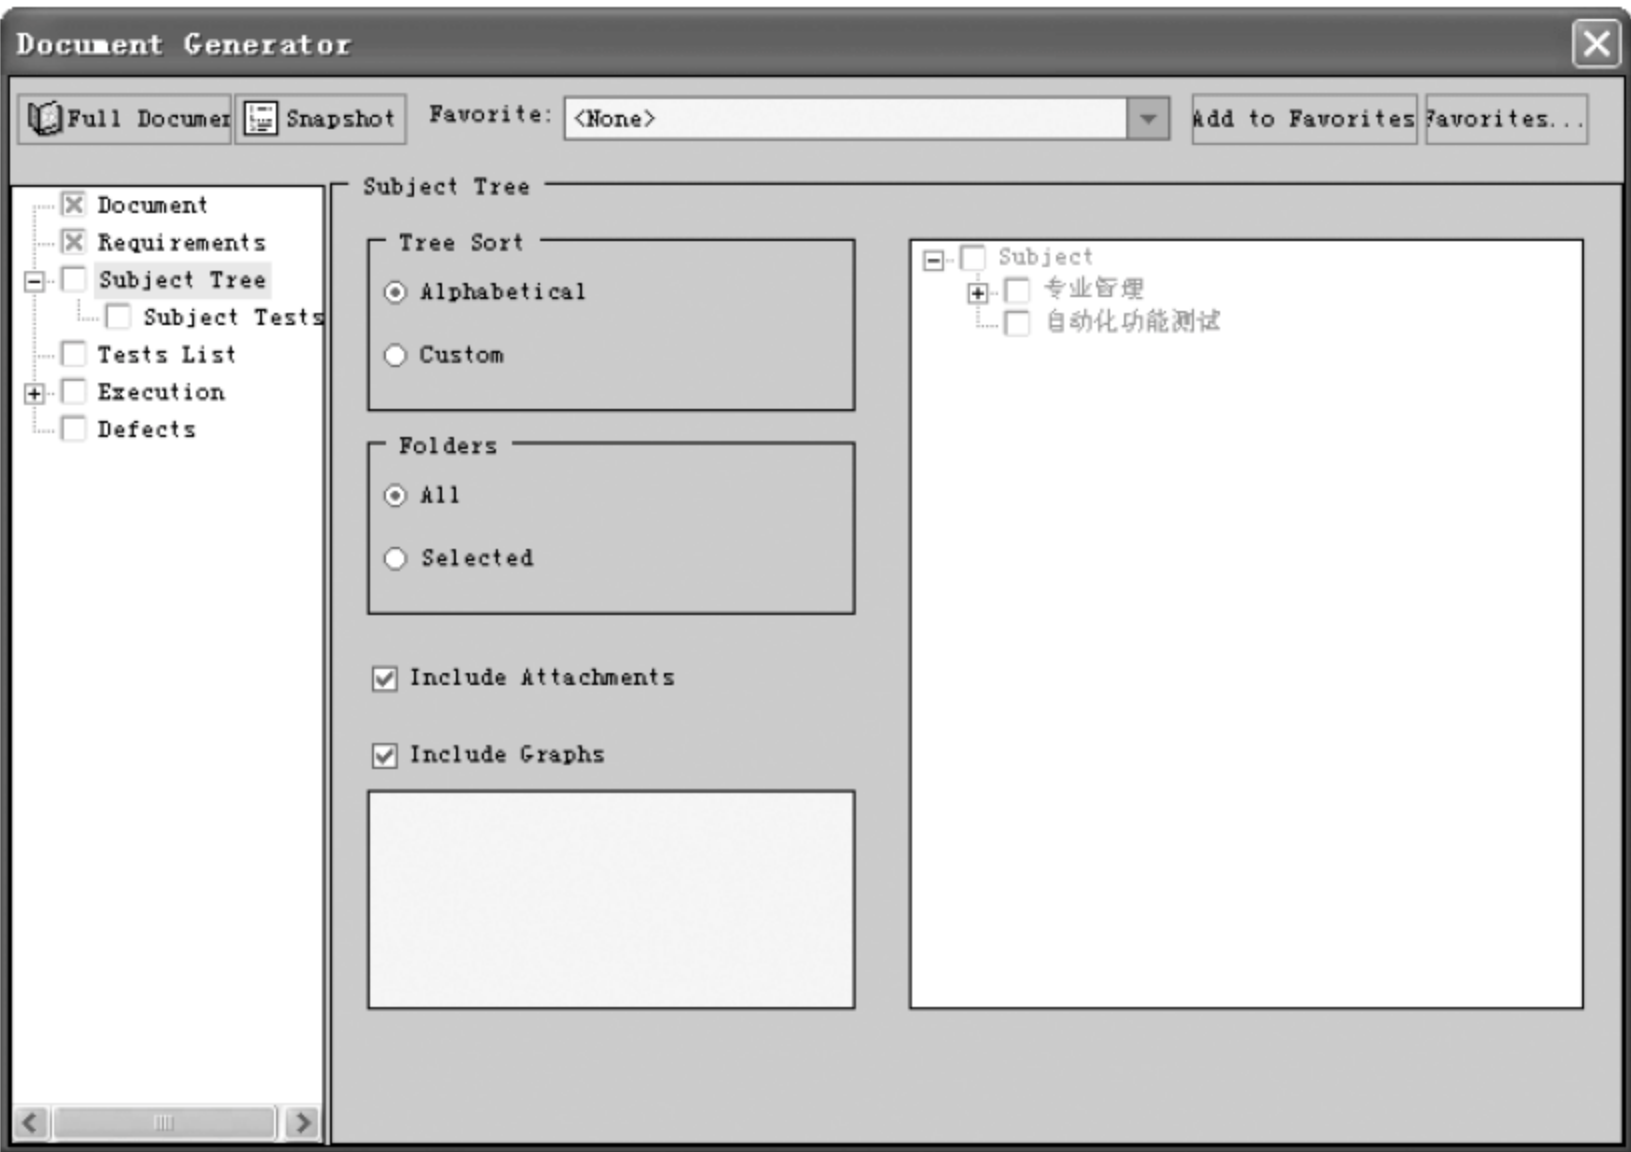 Document Generator
Full Documen Snapshot Favorite: <None> Add to Favorites Favorites...
Document
Requirements
Subject Tree
Subject Tests
Tests List
Execution
Defects
Subject Tree
Tree Sort
Alphabetical
Custom
Folders
All
Selected
Include Attachments
Include Graphs
Subject
专业管理
自动化功能测试